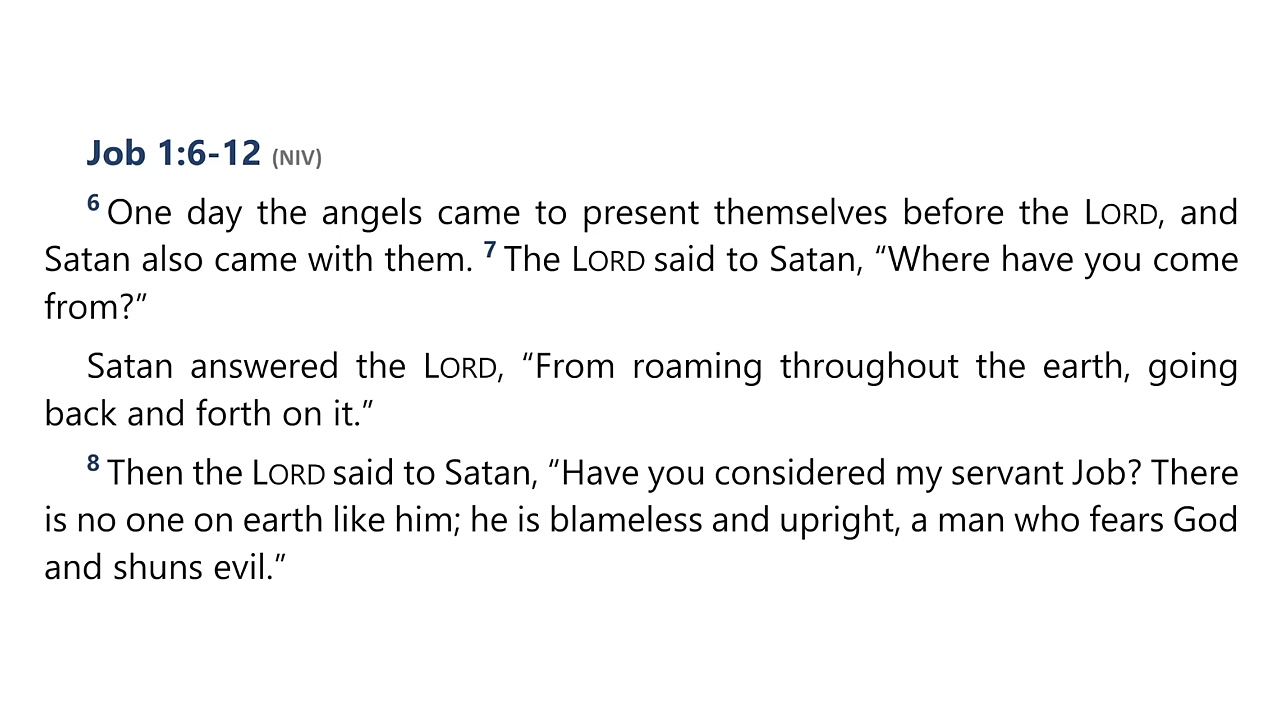 Job 1:6-12 (NIV)
6 One day the angels came to present themselves before the LORD, and
Satan also came with them. 7 The LORD said to Satan, “Where have you come
from?”
Satan answered the LORD, “From roaming throughout the earth, going
back and forth on it.”
8 Then the LORD said to Satan, “Have you considered my servant Job? There
is no one on earth like him; he is blameless and upright, a man who fears God
and shuns evil.”